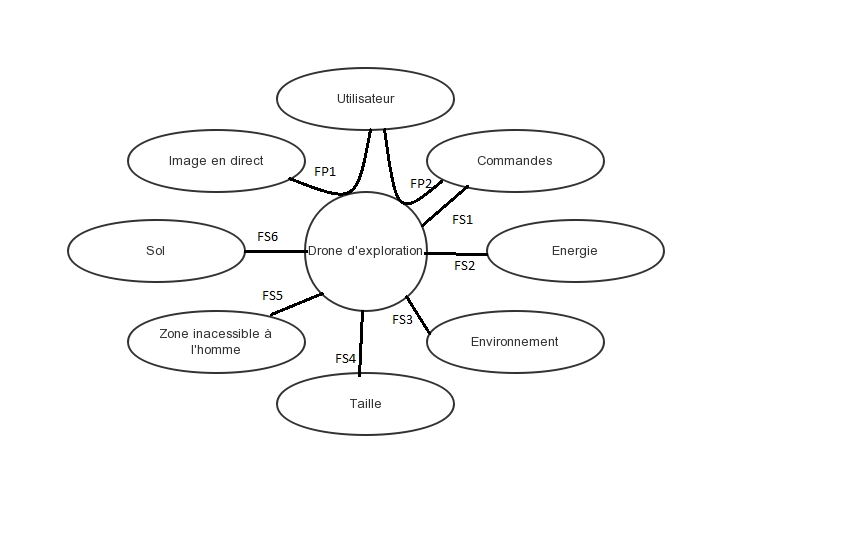 Utilisateur
Image en direct
FP1
FP2
Commandes
FS1
Sol
FS6
Drone d'exploration
FS2
Energie
FS5
FS3
Zone inacessible à
l'homme
FS4
Environnement
Taille